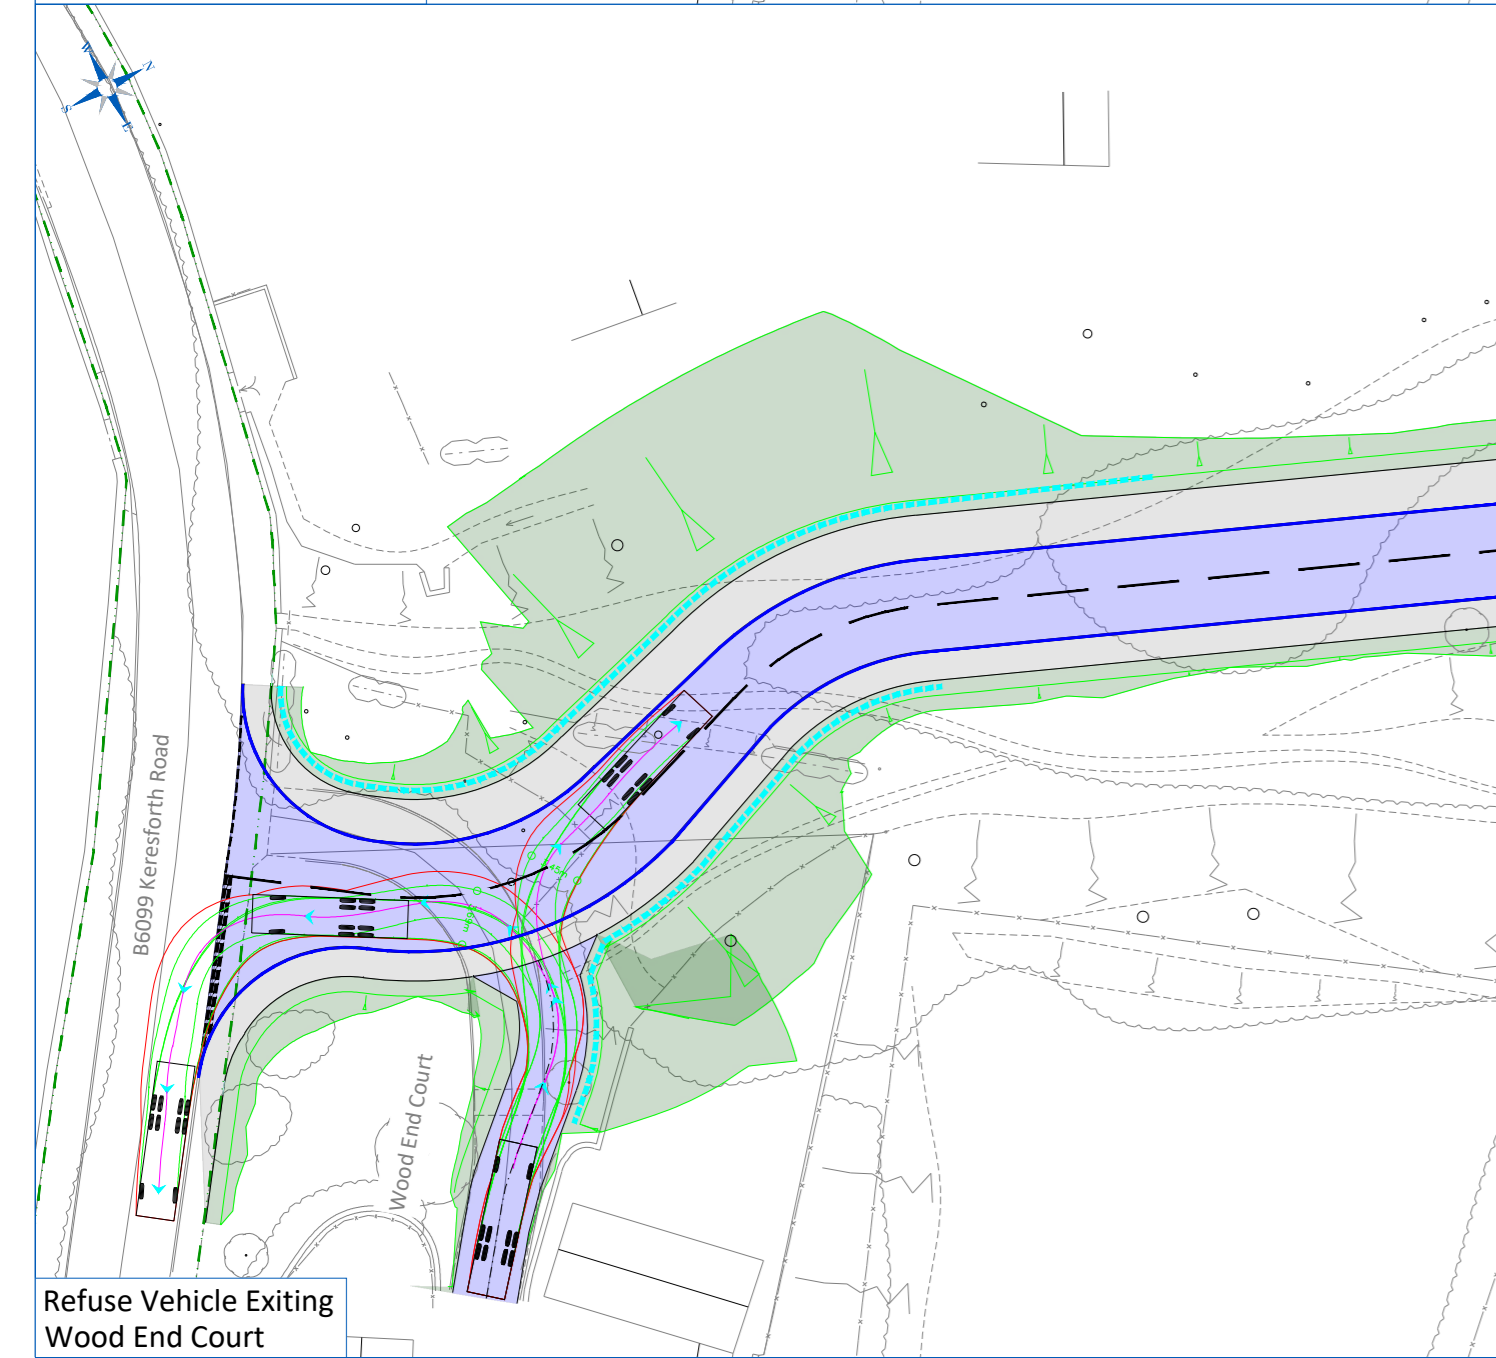 W
N
S
E
B6099 Keresforth Road
Wood End Court
Refuse Vehicle Exiting
Wood End Court